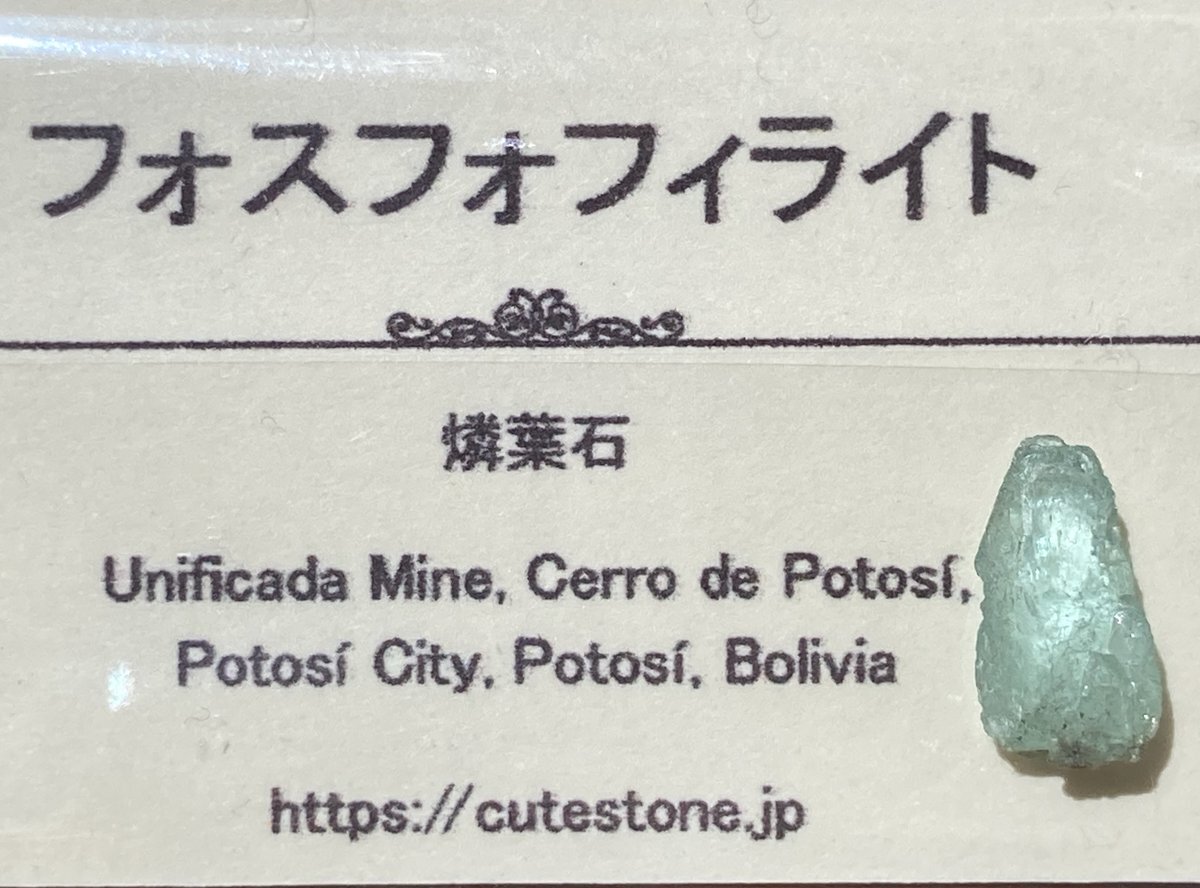 フォスフォフィライト
燐葉石
Unificada Mine, Cerro de Potosí,
Potosí City, Potosí, Bolivia
https://cutestone.jp